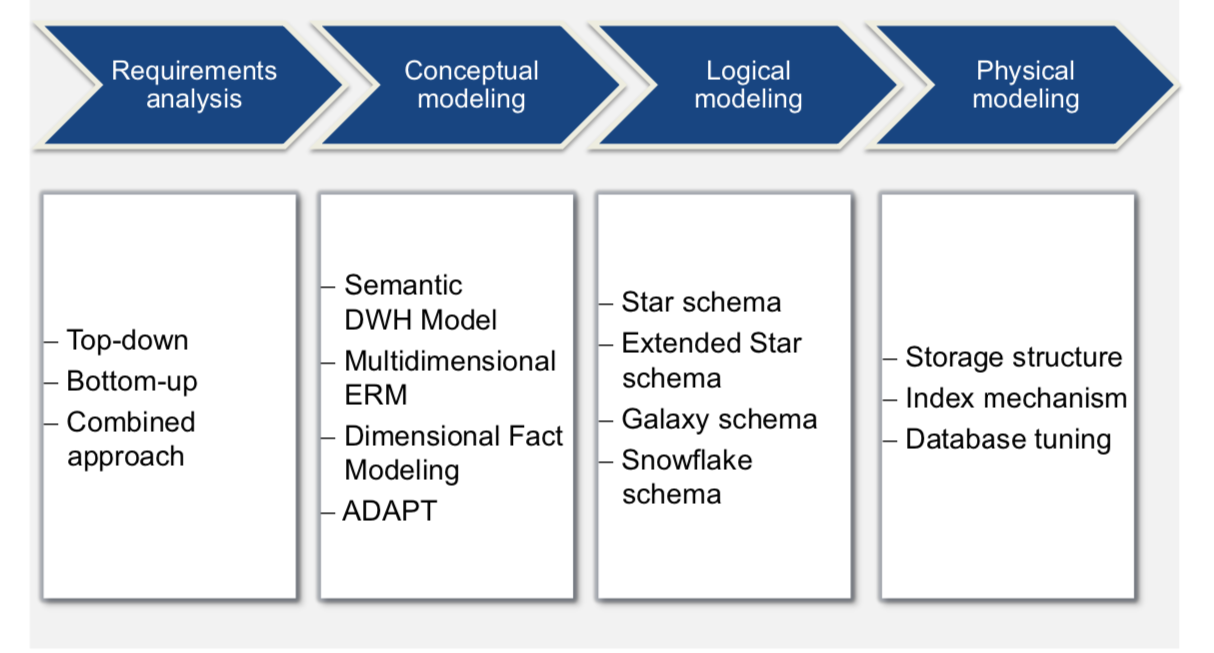 Requirements
analysis
Conceptual
modeling
Logical
modeling
Physical
modeling
– Top-down
– Bottom-up
– Combined
approach
– Semantic
DWH Model
– Multidimensional
ERM
– Dimensional Fact
Modeling
– ADAPT
– Star schema
– Extended Star
schema
– Galaxy schema
– Snowflake
schema
– Storage structure
– Index mechanism
– Database tuning